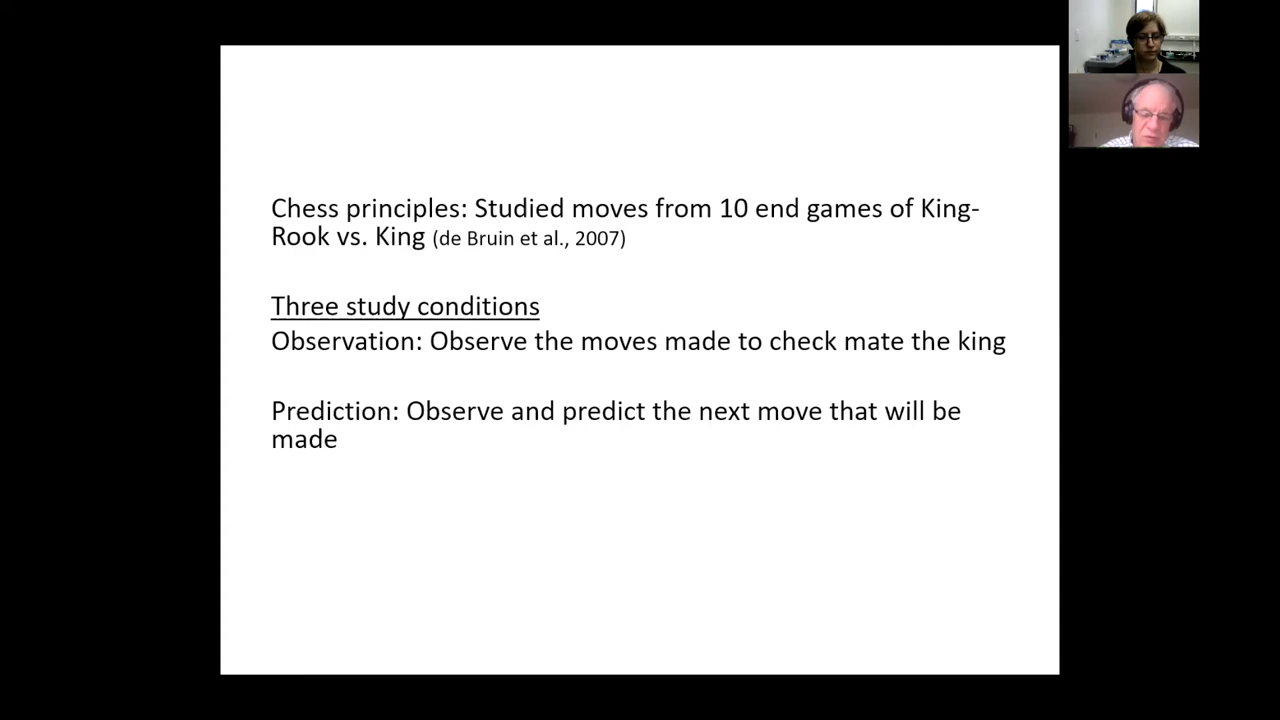 Chess principles: Studied moves from 10 end games of King-
Rook vs. King (de Bruin et al., 2007)
Three study conditions
Observation: Observe the moves made to check mate the king
Prediction: Observe and predict the next move that will be
made